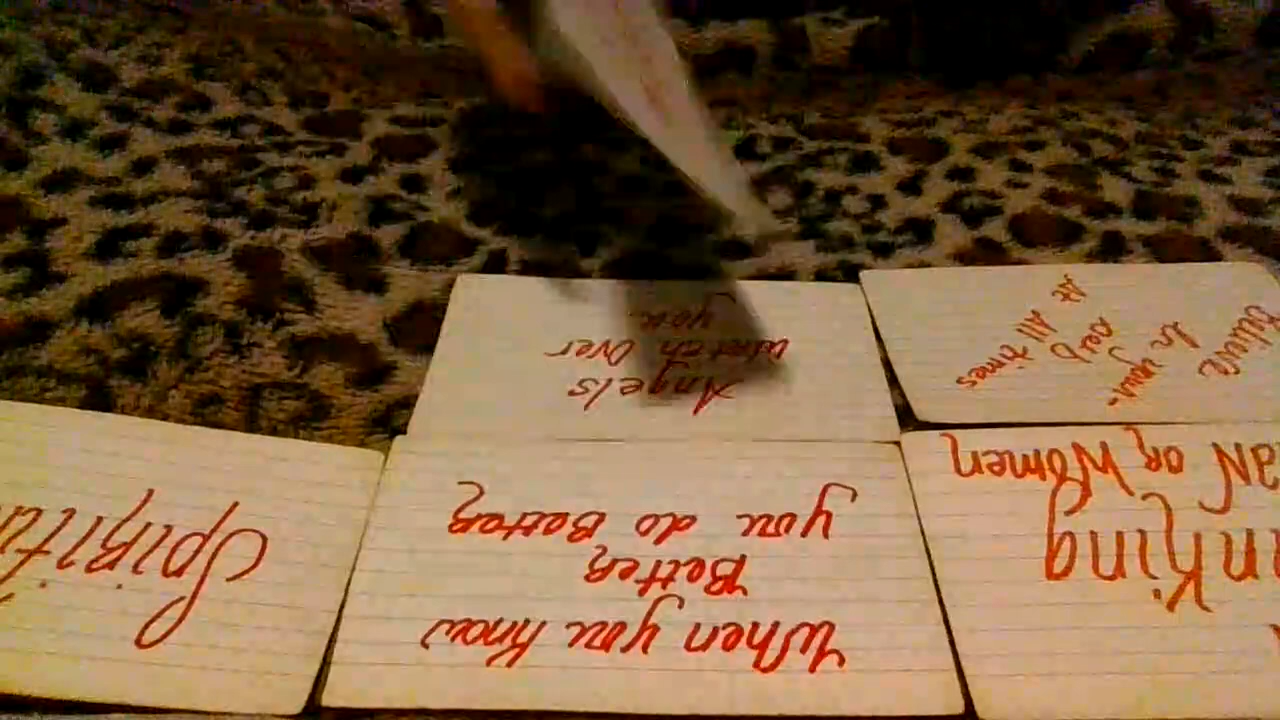 When you know
Better
you do Better
Angels
watch Over
you.
Believe
In your-
self
At All times
an or Women
nking
Spirit